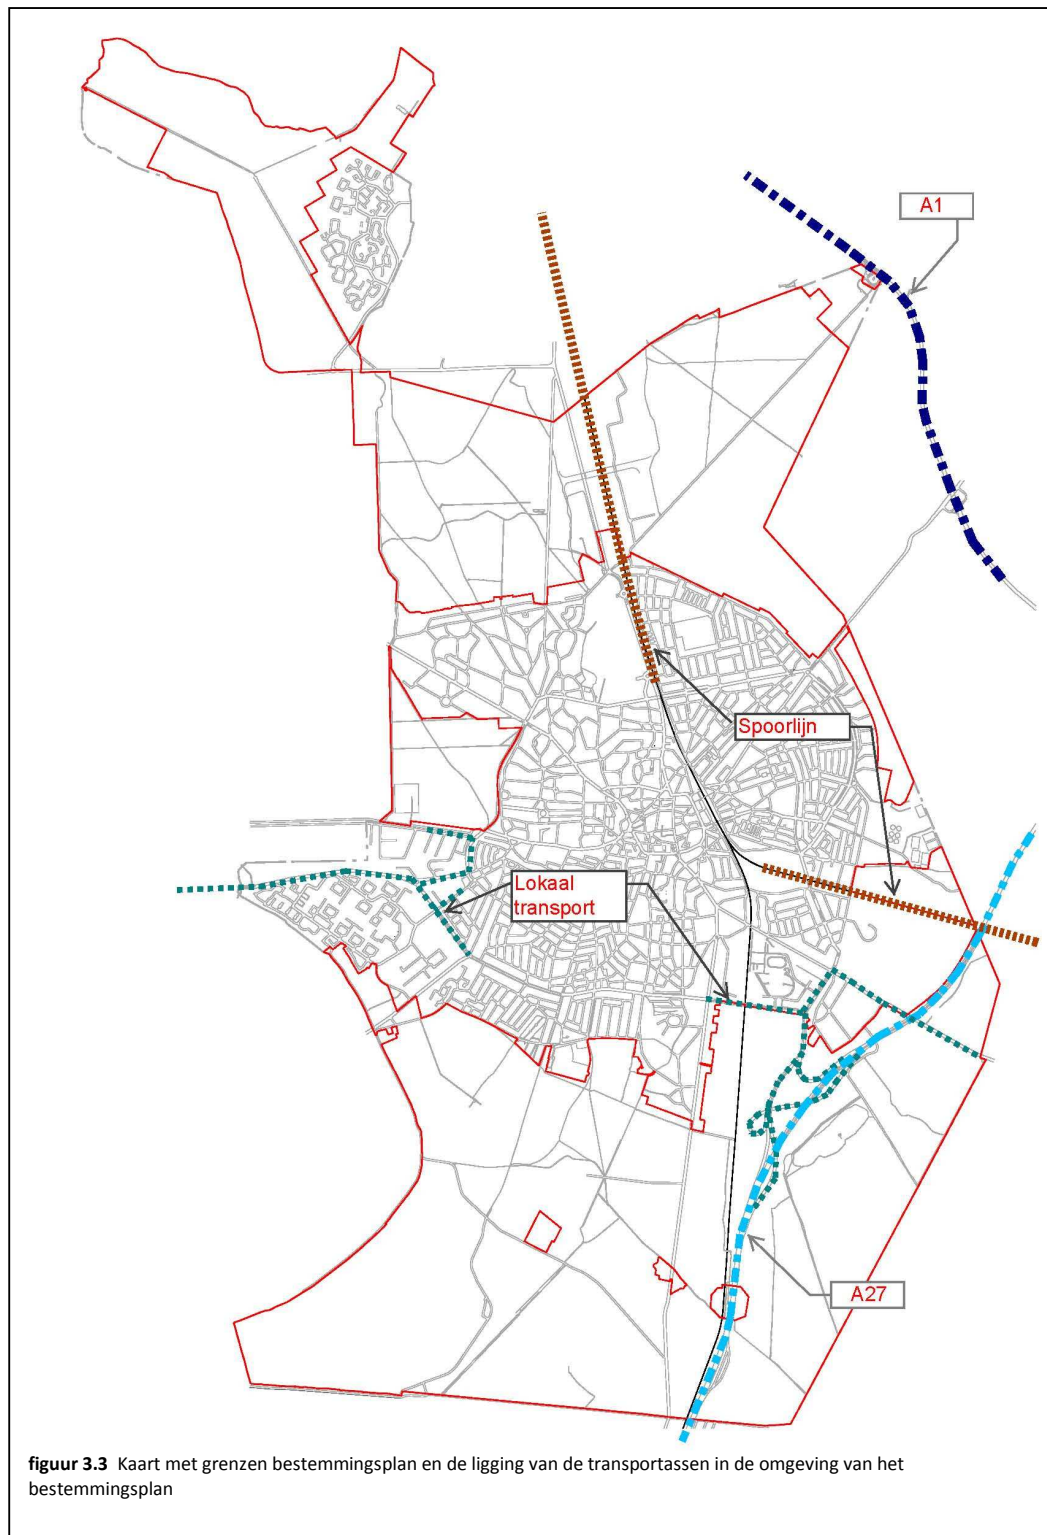 A1
Spoorlijn
Lokaal
transport
A27
figuur 3.3 Kaart met grenzen bestemmingsplan en de ligging van de transportassen in de omgeving van het
bestemmingsplan